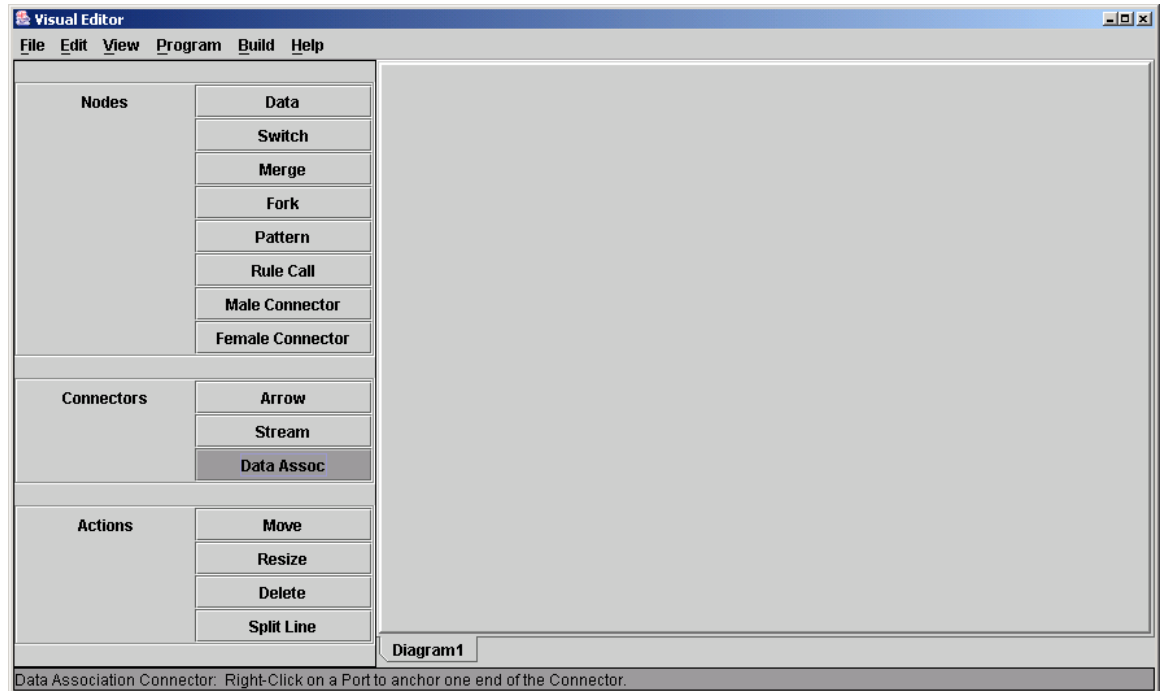 Visual Editor
File Edit View Program Build Help
Nodes
Data
Switch
Merge
Fork
Pattern
Rule Call
Male Connector
Female Connector
Connectors
Arrow
Stream
Data Assoc
Actions
Move
Resize
Delete
Split Line
Diagram1
Data Association Connector: Right-Click on a Port to anchor one end of the Connector.